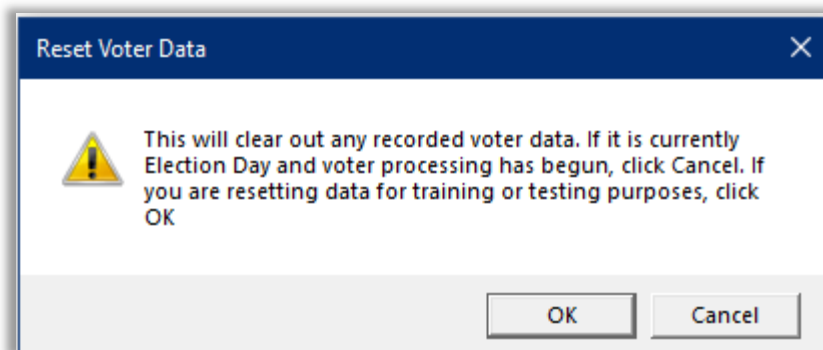 Reset Voter Data
This will clear out any recorded voter data. If it is currently
Election Day and voter processing has begun, click Cancel. If
you are resetting data for training or testing purposes, click
OK
OK
Cancel